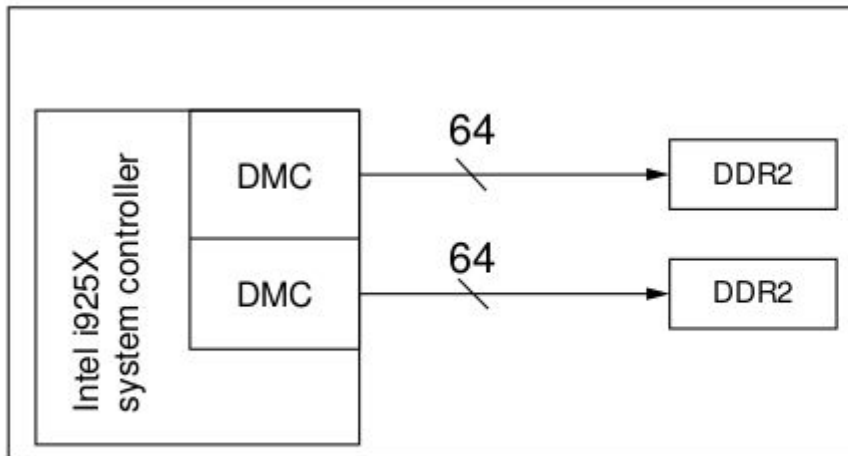 Intel i925X
system controller
DMC
64
DDR2
DMC
64
DDR2